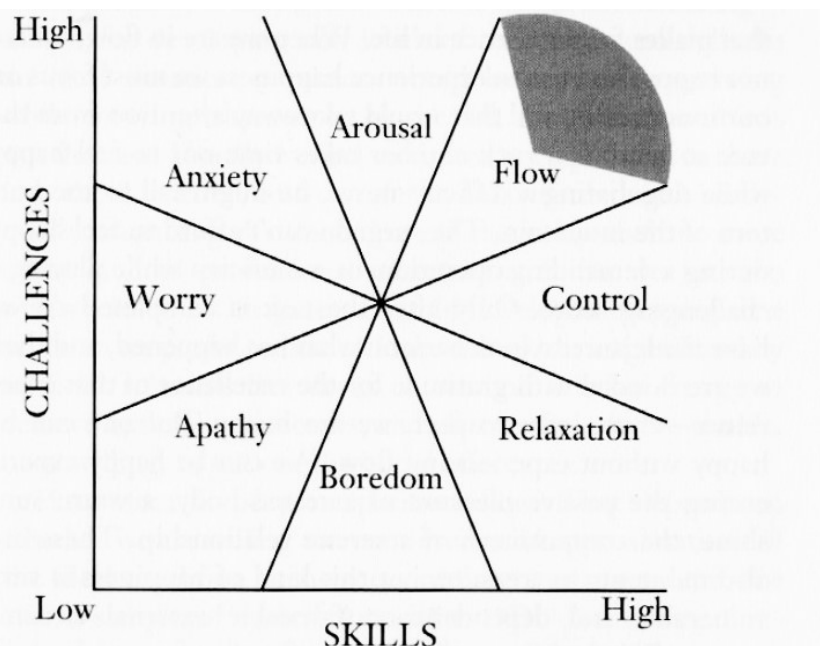 High
Arousal
Anxiety
Flow
CHALLENGES
Worry
Control
Apathy
Relaxation
Boredom
Low
High
SKILLS